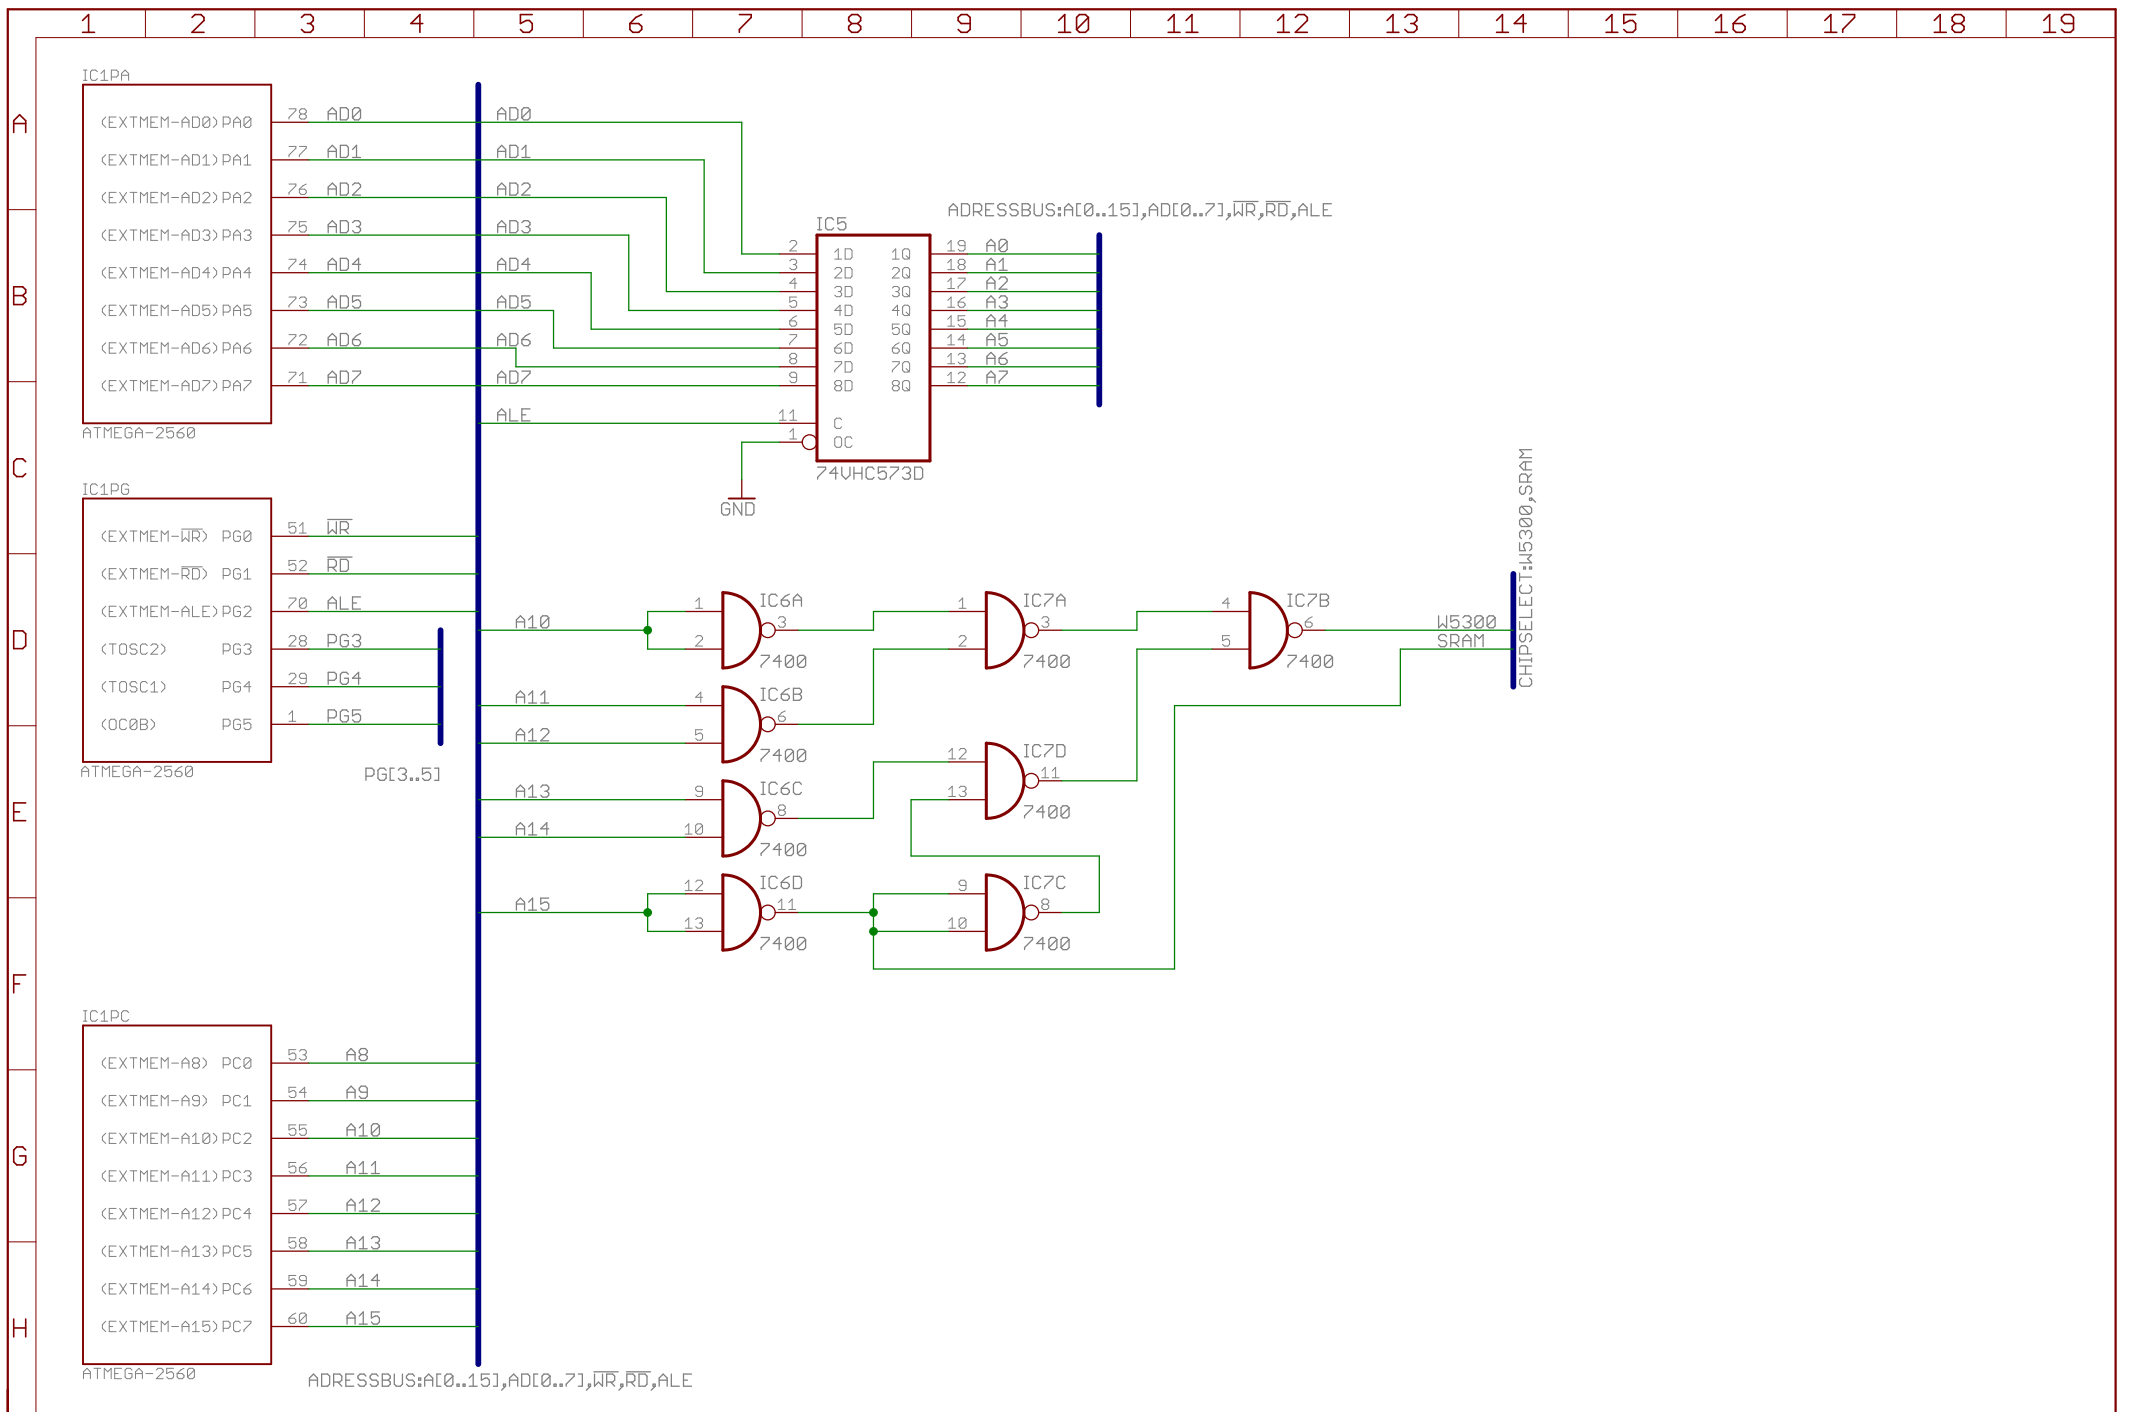 1 2 3 4 5 6 7 8 9 10 11 12 13 14 15 16 17 18 19
A
B
C
D
E
F
G
H
IC1PA
(EXTMEM-AD0)PA0 78 AD0 AD0
(EXTMEM-AD1)PA1 77 AD1 AD1
(EXTMEM-AD2)PA2 76 AD2 AD2
(EXTMEM-AD3)PA3 75 AD3 AD3
(EXTMEM-AD4)PA4 74 AD4 AD4
(EXTMEM-AD5)PA5 73 AD5 AD5
(EXTMEM-AD6)PA6 72 AD6 AD6
(EXTMEM-AD7)PA7 71 AD7 AD7
ATMEGA-2560
ALE
ADRESSBUS:A[0..15],AD[0..7],WR,RD,ALE
IC5
2 1D 1Q 19 A0
3 2D 2Q 18 A1
4 3D 3Q 17 A2
5 4D 4Q 16 A3
6 5D 5Q 15 A4
7 6D 6Q 14 A5
8 7D 7Q 13 A6
9 8D 8Q 12 A7
11 C
1 OC
74VHC573D
GND
IC1PG
(EXTMEM-WR) PG0 51 WR
(EXTMEM-RD) PG1 52 RD
(EXTMEM-ALE)PG2 70 ALE
(TOSC2) PG3 28 PG3
(TOSC1) PG4 29 PG4
(OC0B) PG5 1 PG5
ATMEGA-2560
PG[3..5]
A10
1
2
IC6A
3
7400
1
2
IC7A
3
7400
4
5
IC7B
6
7400
W5300
SRAM
CHIPSELECT:W5300,SRAM
A11
A12
4
5
IC6B
6
7400
A13
A14
9
10
IC6C
8
7400
12
13
IC7D
11
7400
A15
12
13
IC6D
11
7400
9
10
IC7C
8
7400
IC1PC
(EXTMEM-A8) PC0 53 A8
(EXTMEM-A9) PC1 54 A9
(EXTMEM-A10)PC2 55 A10
(EXTMEM-A11)PC3 56 A11
(EXTMEM-A12)PC4 57 A12
(EXTMEM-A13)PC5 58 A13
(EXTMEM-A14)PC6 59 A14
(EXTMEM-A15)PC7 60 A15
ATMEGA-2560
ADRESSBUS:A[0..15],AD[0..7],WR,RD,ALE